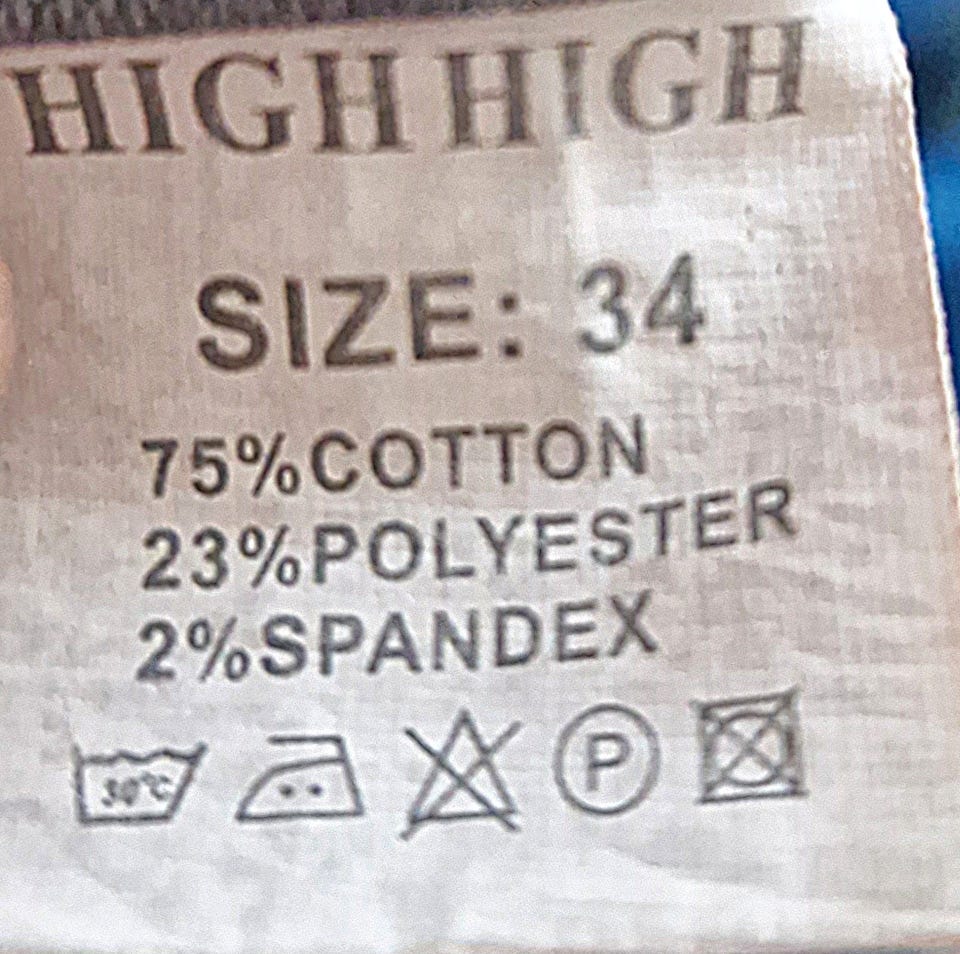 HIGH HIGH
SIZE: 34
75%COTTON
23%POLYESTER
2%SPANDEX
30°C P